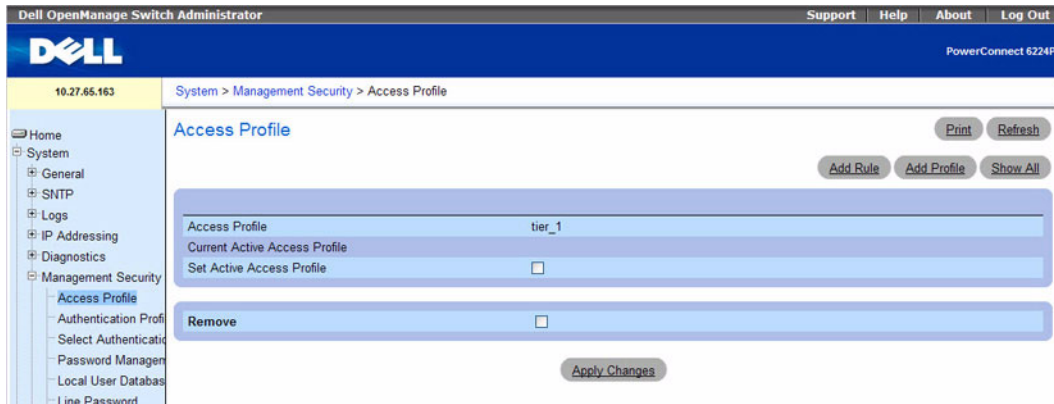 Dell OpenManage Switch Administrator
Support Help About Log Out
DELL
PowerConnect 6224P
10.27.65.163
System > Management Security > Access Profile
Home
System
General
SNTP
Logs
IP Addressing
Diagnostics
Management Security
Access Profile
Authentication Profi
Select Authenticatio
Password Managem
Local User Databas
Line Password
Access Profile
Print Refresh
Add Rule Add Profile Show All
Access Profile tier_1
Current Active Access Profile
Set Active Access Profile
Remove
Apply Changes